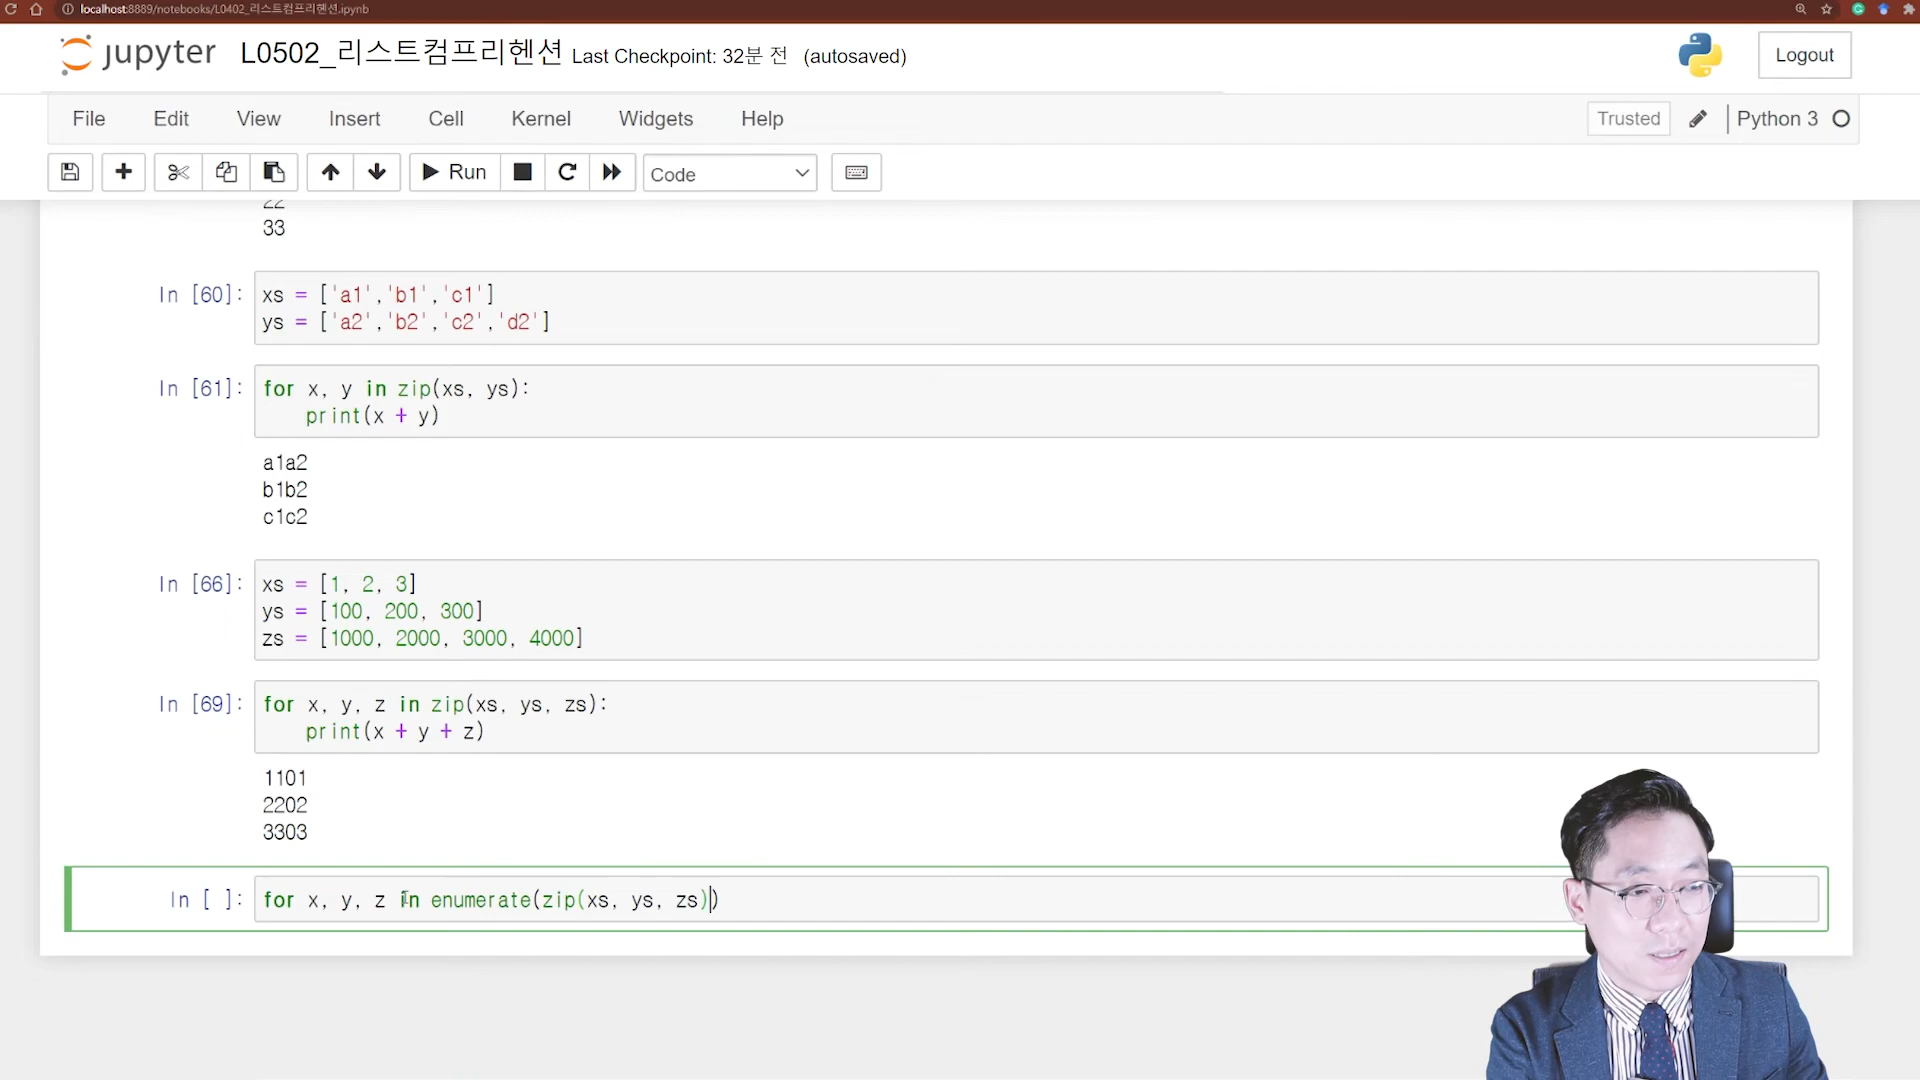 localhost:8889/notebooks/L0402_리스트컴프리헨션.ipynb
jupyter L0502_리스트컴프리헨션 Last Checkpoint: 32분 전 (autosaved)
Logout
File Edit View Insert Cell Kernel Widgets Help Trusted Python 3
Run Code
22
33
In [60]: xs = ['a1','b1','c1']
ys = ['a2','b2','c2','d2']
In [61]: for x, y in zip(xs, ys):
print(x + y)
a1a2
b1b2
c1c2
In [66]: xs = [1, 2, 3]
ys = [100, 200, 300]
zs = [1000, 2000, 3000, 4000]
In [69]: for x, y, z in zip(xs, ys, zs):
print(x + y + z)
1101
2202
3303
In [ ]: for x, y, z in enumerate(zip(xs, ys, zs))